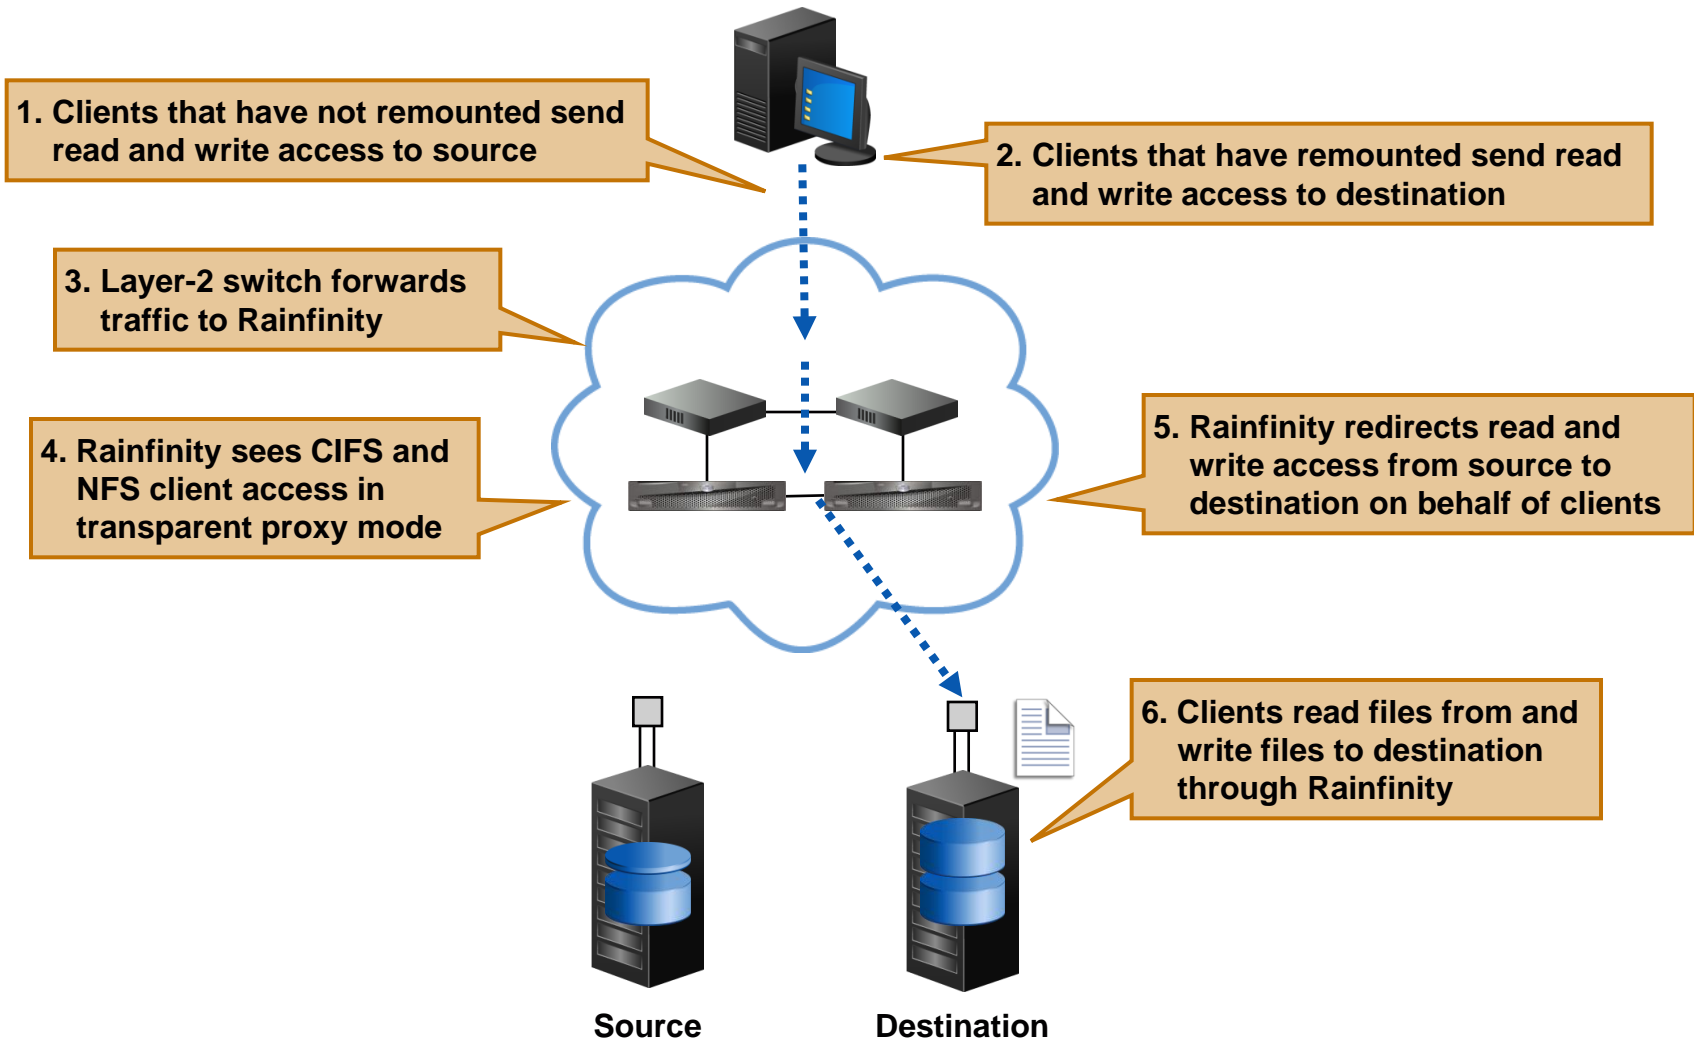 1. Clients that have not remounted send
read and write access to source
2. Clients that have remounted send read
and write access to destination
3. Layer-2 switch forwards
traffic to Rainfinity
4. Rainfinity sees CIFS and
NFS client access in
transparent proxy mode
5. Rainfinity redirects read and
write access from source to
destination on behalf of clients
6. Clients read files from and
write files to destination
through Rainfinity
Source
Destination